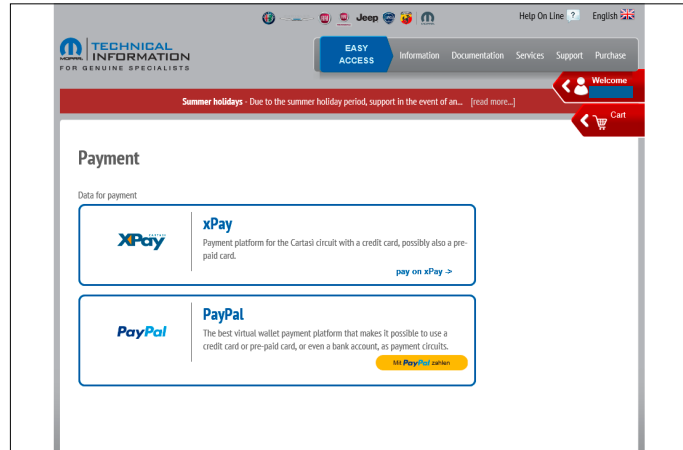 Jeep
Help On Line ?
English
MOPAR
TECHNICAL
INFORMATION
FOR GENUINE SPECIALISTS
EASY
ACCESS
Information
Documentation
Services
Support
Purchase
Welcome
Summer holidays - Due to the summer holiday period, support in the event of an... [read more...]
Cart
Payment
Data for payment
XPay
xPay
Payment platform for the Cartasi circuit with a credit card, possibly also a pre-
paid card.
pay on xPay ->
PayPal
PayPal
The best virtual wallet payment platform that makes it possible to use a
credit card or pre-paid card, or even a bank account, as payment circuits.
Mit PayPal zahlen